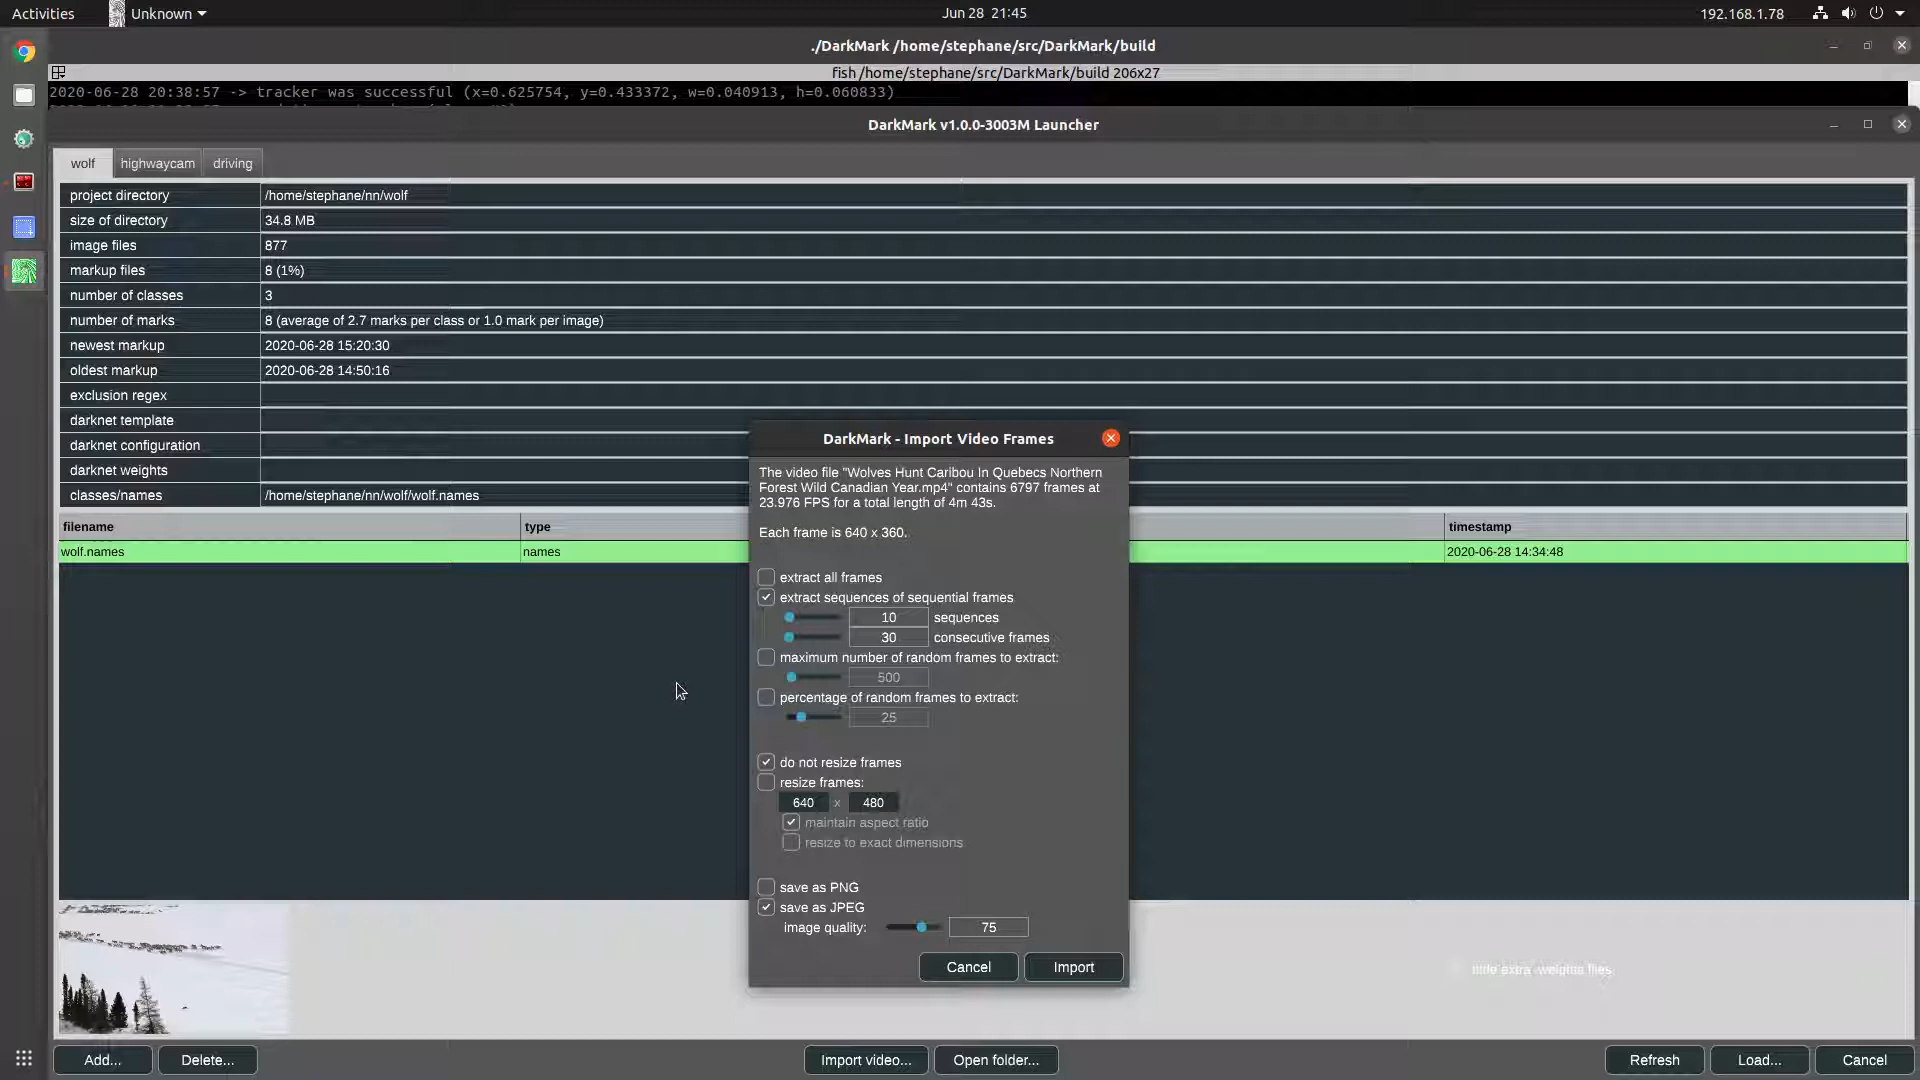 Activities
Unknown
Jun 28 21:45
192.168.1.78
./DarkMark /home/stephane/src/DarkMark/build
fish /home/stephane/src/DarkMark/build 206x27
2020-06-28 20:38:57 -> tracker was successful (x=0.625754, y=0.433372, w=0.040913, h=0.060833)
DarkMark v1.0.0-3003M Launcher
wolf highwaycam driving
project directory /home/stephane/nn/wolf
size of directory 34.8 MB
image files 877
markup files 8 (1%)
number of classes 3
number of marks 8 (average of 2.7 marks per class or 1.0 mark per image)
newest markup 2020-06-28 15:20:30
oldest markup 2020-06-28 14:50:16
exclusion regex
darknet template
darknet configuration
darknet weights
classes/names /home/stephane/nn/wolf/wolf.names
filename type timestamp
wolf.names names 2020-06-28 14:34:48
DarkMark - Import Video Frames
The video file "Wolves Hunt Caribou In Quebecs Northern
Forest Wild Canadian Year.mp4" contains 6797 frames at
23.976 FPS for a total length of 4m 43s.
Each frame is 640 x 360.
extract all frames
extract sequences of sequential frames
10 sequences
30 consecutive frames
maximum number of random frames to extract:
500
percentage of random frames to extract:
25
do not resize frames
resize frames:
640 x 480
maintain aspect ratio
resize to exact dimensions
save as PNG
save as JPEG
image quality: 75
Cancel Import
extra .weights files
Add... Delete... Import video... Open folder... Refresh Load... Cancel